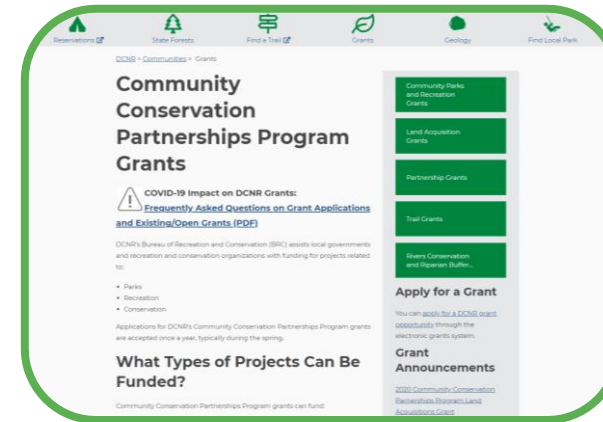 Reservations
State Forests
Find a Trail
Grants
Geology
Find Local Park
DCNR > Communities > Grants
Community
Conservation
Partnerships Program
Grants
COVID-19 Impact on DCNR Grants:
Frequently Asked Questions on Grant Applications
and Existing/Open Grants (PDF)
DCNR's Bureau of Recreation and Conservation (BRC) assists local governments
and recreation and conservation organizations with funding for projects related
to:
• Parks
• Recreation
• Conservation
Applications for DCNR's Community Conservation Partnerships Program grants
are accepted once a year, typically during the spring.
What Types of Projects Can Be
Funded?
Community Conservation Partnerships Program grants can fund:
Community Parks
and Recreation
Grants
Land Acquisition
Grants
Partnership Grants
Trail Grants
Rivers Conservation
and Riparian Buffer...
Apply for a Grant
You can apply for a DCNR grant
opportunity through the
electronic grants system.
Grant
Announcements
2020 Community Conservation
Partnerships Program Land
Acquisitions Grant